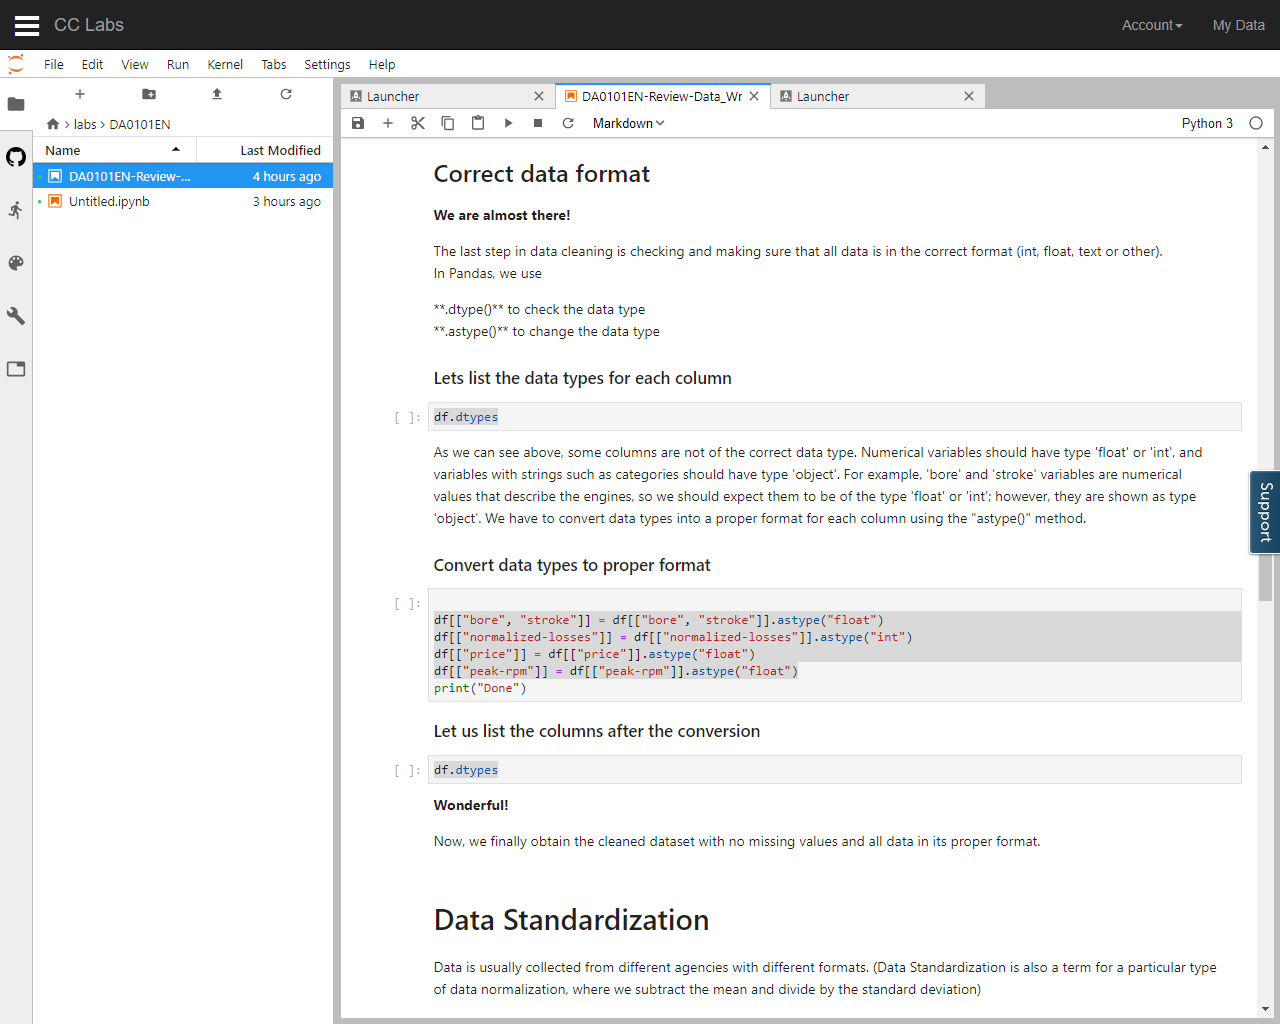 CC Labs
Account
My Data
File Edit View Run Kernel Tabs Settings Help
labs > DA0101EN
Name
Last Modified
DA0101EN-Review-...
4 hours ago
Untitled.ipynb
3 hours ago
Launcher
DA0101EN-Review-Data_Wr
Launcher
Markdown
Python 3
Correct data format
We are almost there!
The last step in data cleaning is checking and making sure that all data is in the correct format (int, float, text or other).
In Pandas, we use
**.dtype()** to check the data type
**.astype()** to change the data type
Lets list the data types for each column
[ ]:
df.dtypes
As we can see above, some columns are not of the correct data type. Numerical variables should have type 'float' or 'int', and
variables with strings such as categories should have type 'object'. For example, 'bore' and 'stroke' variables are numerical
values that describe the engines, so we should expect them to be of the type 'float' or 'int'; however, they are shown as type
'object'. We have to convert data types into a proper format for each column using the "astype()" method.
Convert data types to proper format
[ ]:
df[["bore", "stroke"]] = df[["bore", "stroke"]].astype("float")
df[["normalized-losses"]] = df[["normalized-losses"]].astype("int")
df[["price"]] = df[["price"]].astype("float")
df[["peak-rpm"]] = df[["peak-rpm"]].astype("float")
print("Done")
Let us list the columns after the conversion
[ ]:
df.dtypes
Wonderful!
Now, we finally obtain the cleaned dataset with no missing values and all data in its proper format.
Data Standardization
Data is usually collected from different agencies with different formats. (Data Standardization is also a term for a particular type
of data normalization, where we subtract the mean and divide by the standard deviation)
Support